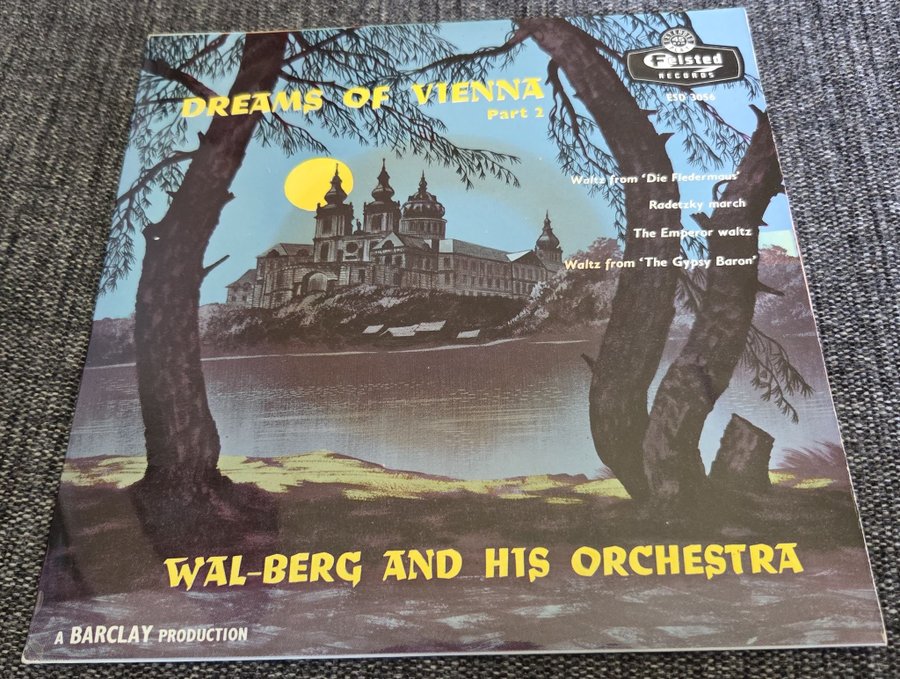 Felsted
RECORDS
ESD 3056
DREAMS OF VIENNA
Part 2
Waltz from 'Die Fledermaus'
Radetzky march
The Emperor waltz
Waltz from 'The Gypsy Baron'
WAL-BERG AND HIS ORCHESTRA
A BARCLAY PRODUCTION